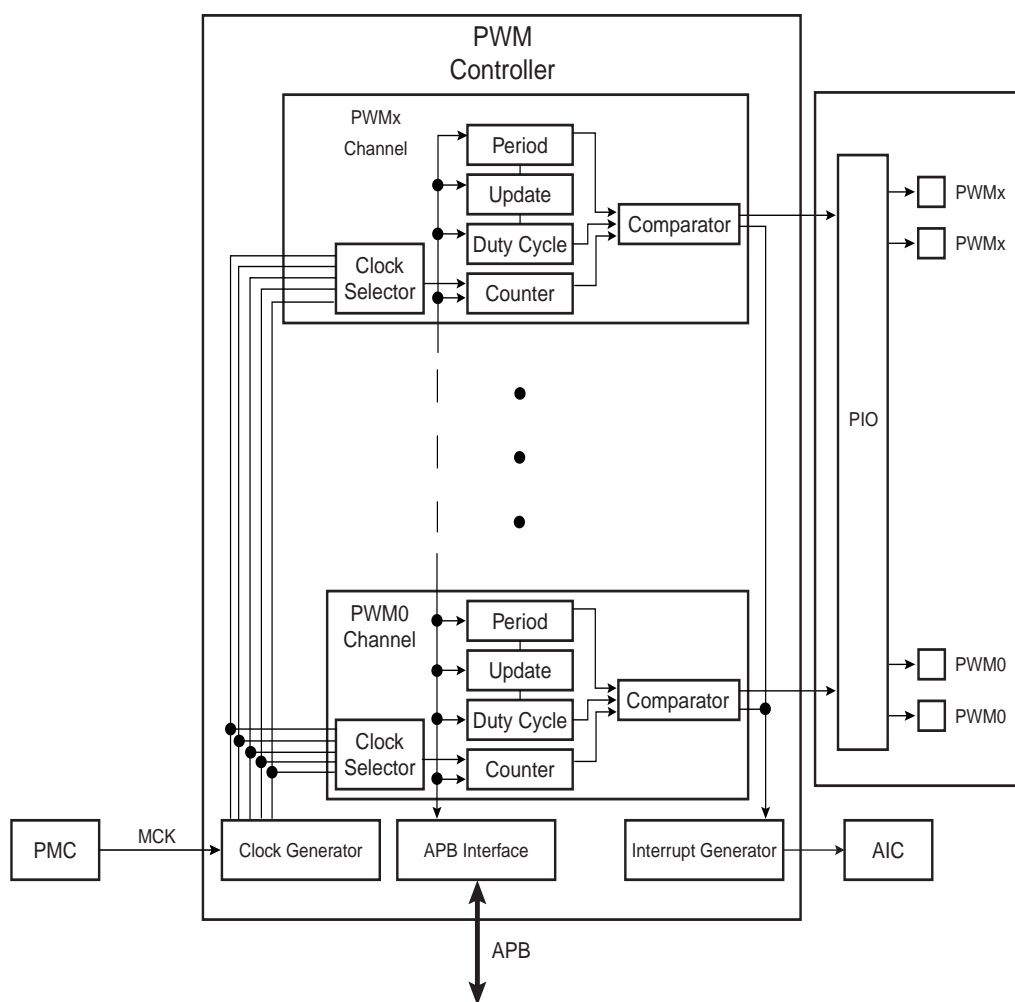 PWM
Controller
PWMx
Channel
Period
Update
Duty Cycle
Comparator
Clock
Selector
Counter
PIO
PWMx
PWMx
PWM0
Channel
Period
Update
Duty Cycle
Comparator
Clock
Selector
Counter
PWM0
PWM0
PMC
MCK
Clock Generator
APB Interface
Interrupt Generator
AIC
APB